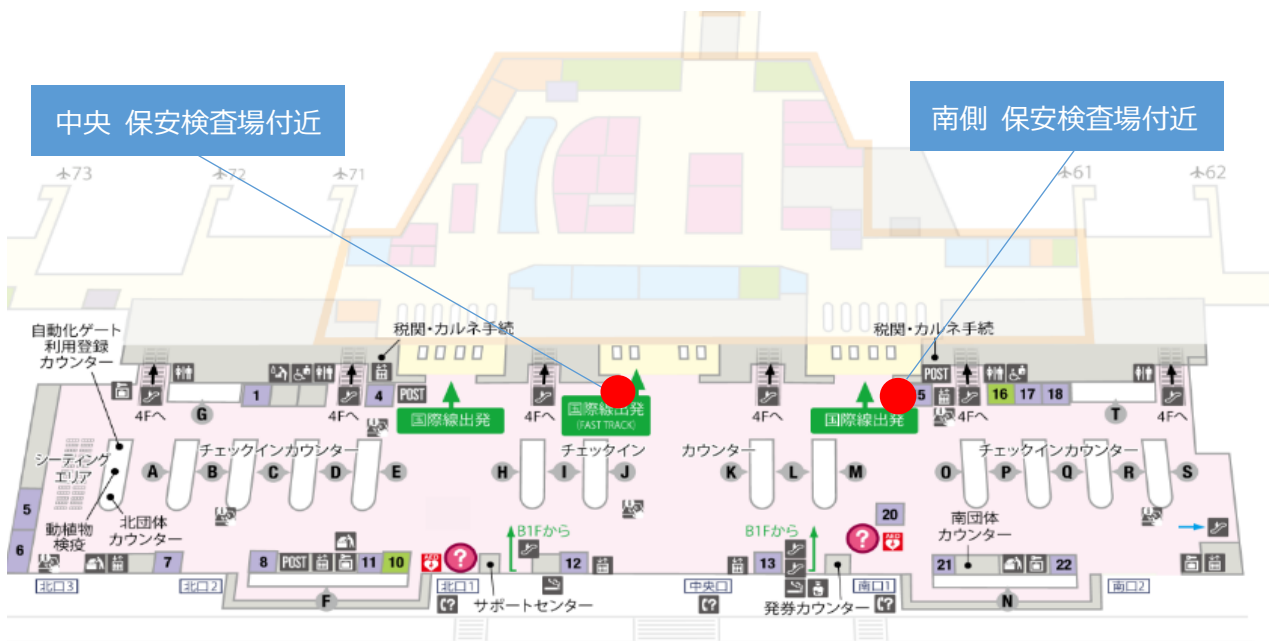 中央 保安検査場付近
南側 保安検査場付近
73
72
71
61
62
自動化ゲート
利用登録
カウンター
税関・カルネ手続
税関・カルネ手続
POST
4Fへ
G
1
4Fへ
4
POST
国際線出発
4Fへ
国際線出発
(FAST TRACK)
4Fへ
国際線出発
5
4Fへ
16
17
18
T
4Fへ
シーティング
エリア
チェックインカウンター
チェックイン
カウンター
チェックインカウンター
A
B
C
D
E
H
I
J
K
L
M
O
P
Q
R
S
5
6
動植物
検疫
北団体
カウンター
B1Fから
B1Fから
20
南団体
カウンター
7
8
POST
11
10
AED
?
12
13
?
AED
21
22
北口3
北口2
F
北口1
サポートセンター
中央口
発券カウンター
南口1
N
南口2
?
?
?